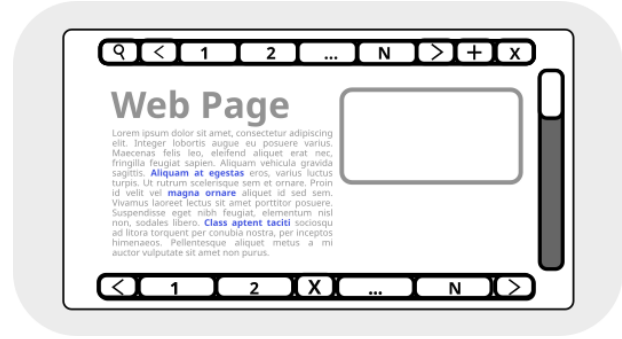 < 1 2 ... N > + x
Web Page
Lorem ipsum dolor sit amet, consectetur adipiscing
elit. Integer lobortis augue eu posuere varius.
Maecenas felis leo, eleifend aliquet erat nec,
fringilla feugiat sapien. Aliquam vehicula gravida
sagittis. Aliquam at egestas eros, varius luctus
turpis. Ut rutrum scelerisque sem et ornare. Proin
id velit vel magna ornare aliquet id sed sem.
Vivamus laoreet lectus sit amet porttitor posuere.
Suspendisse eget nibh feugiat, elementum nisl
non, sodales libero. Class aptent taciti sociosqu
ad litora torquent per conubia nostra, per inceptos
himenaeos. Pellentesque aliquet metus a mi
auctor vulputate sit amet non purus.
< 1 2 X ... N >